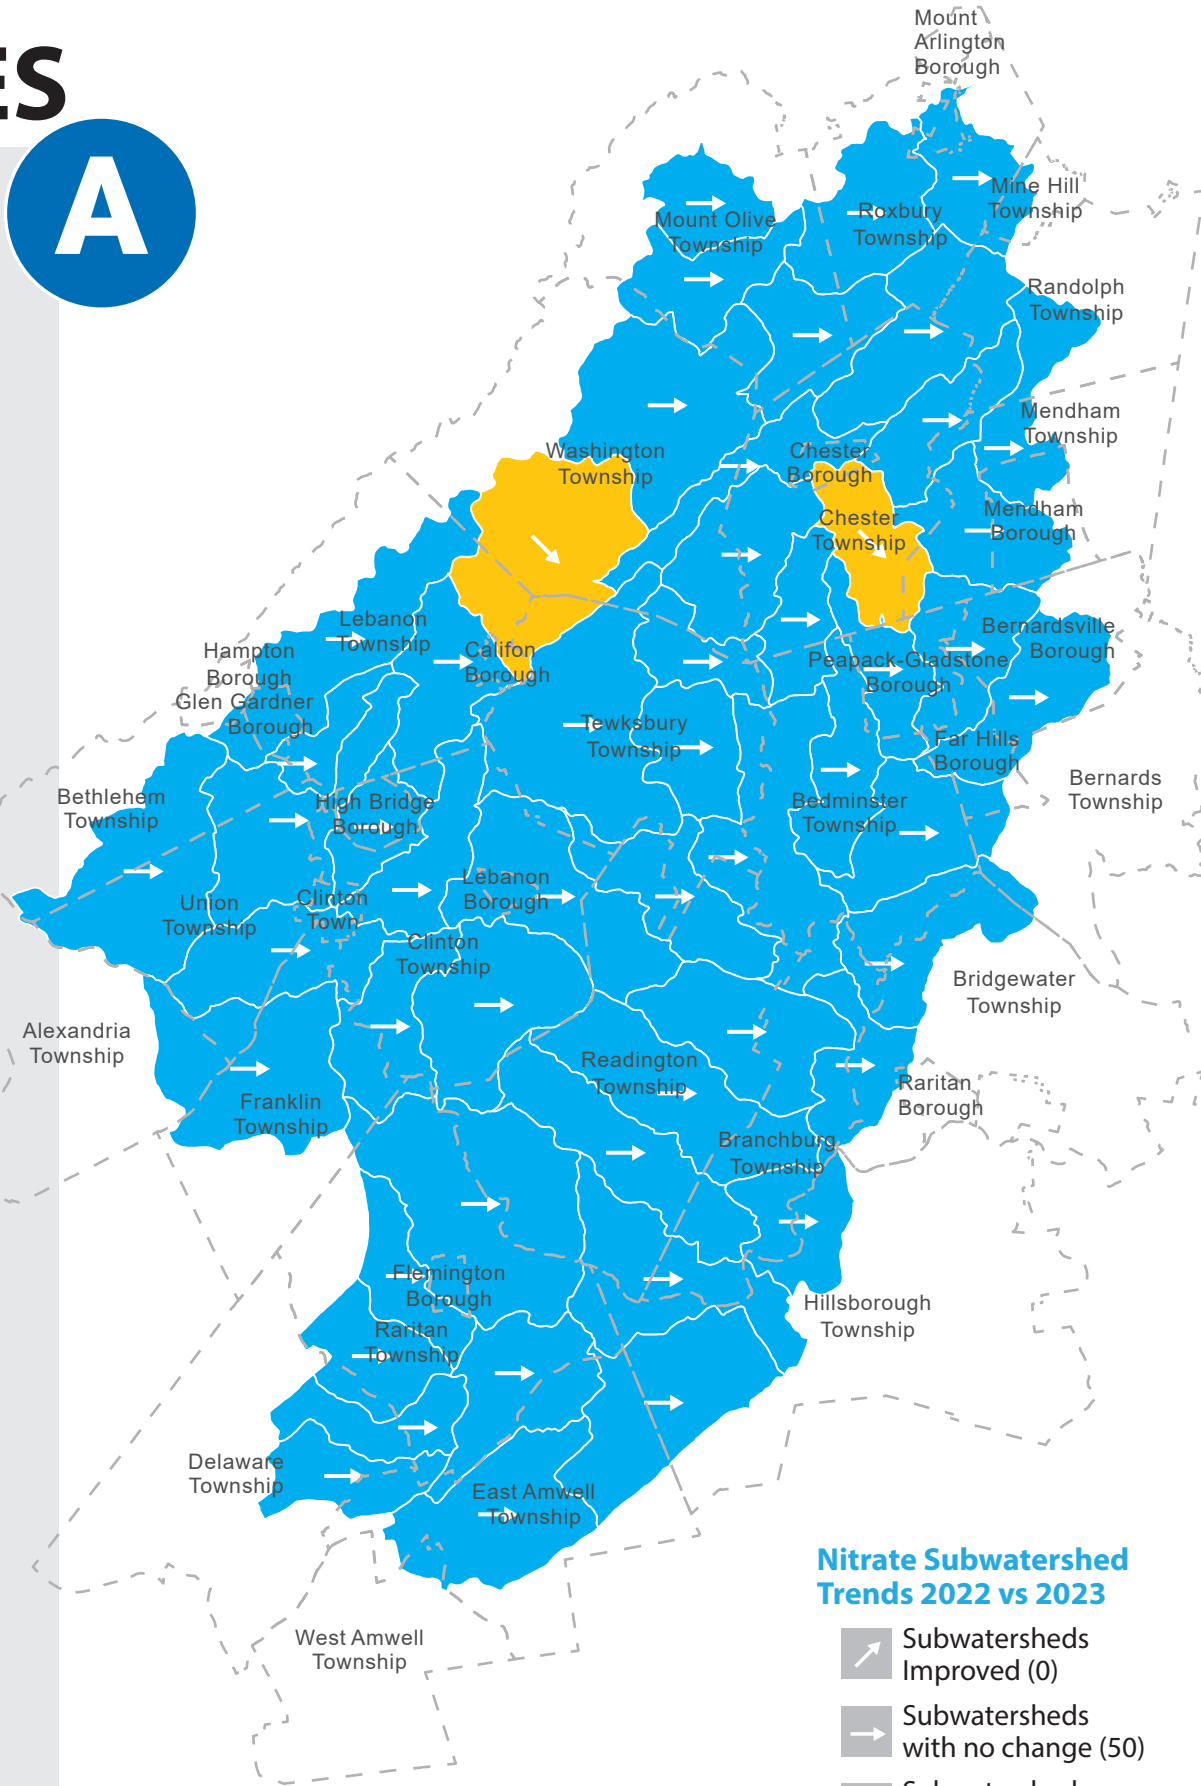 ES
A
Mount
Arlington
Borough
Mine Hill
Township
Mount Olive
Township
Roxbury
Township
Randolph
Township
Mendham
Township
Washington
Township
Chester
Borough
Chester
Township
Mendham
Borough
Lebanon
Township
Califon
Borough
Bernardsville
Borough
Peapack-Gladstone
Borough
Hampton
Borough
Glen Gardner
Borough
Tewksbury
Township
Far Hills
Borough
Bernards
Township
Bethlehem
Township
High Bridge
Borough
Bedminster
Township
Union
Township
Clinton
Town
Lebanon
Borough
Clinton
Township
Bridgewater
Township
Alexandria
Township
Readington
Township
Raritan
Borough
Franklin
Township
Branchburg
Township
Flemington
Borough
Raritan
Township
Hillsborough
Township
Delaware
Township
East Amwell
Township
West Amwell
Township
Nitrate Subwatershed
Trends 2022 vs 2023
Subwatersheds
Improved (0)
Subwatersheds
with no change (50)